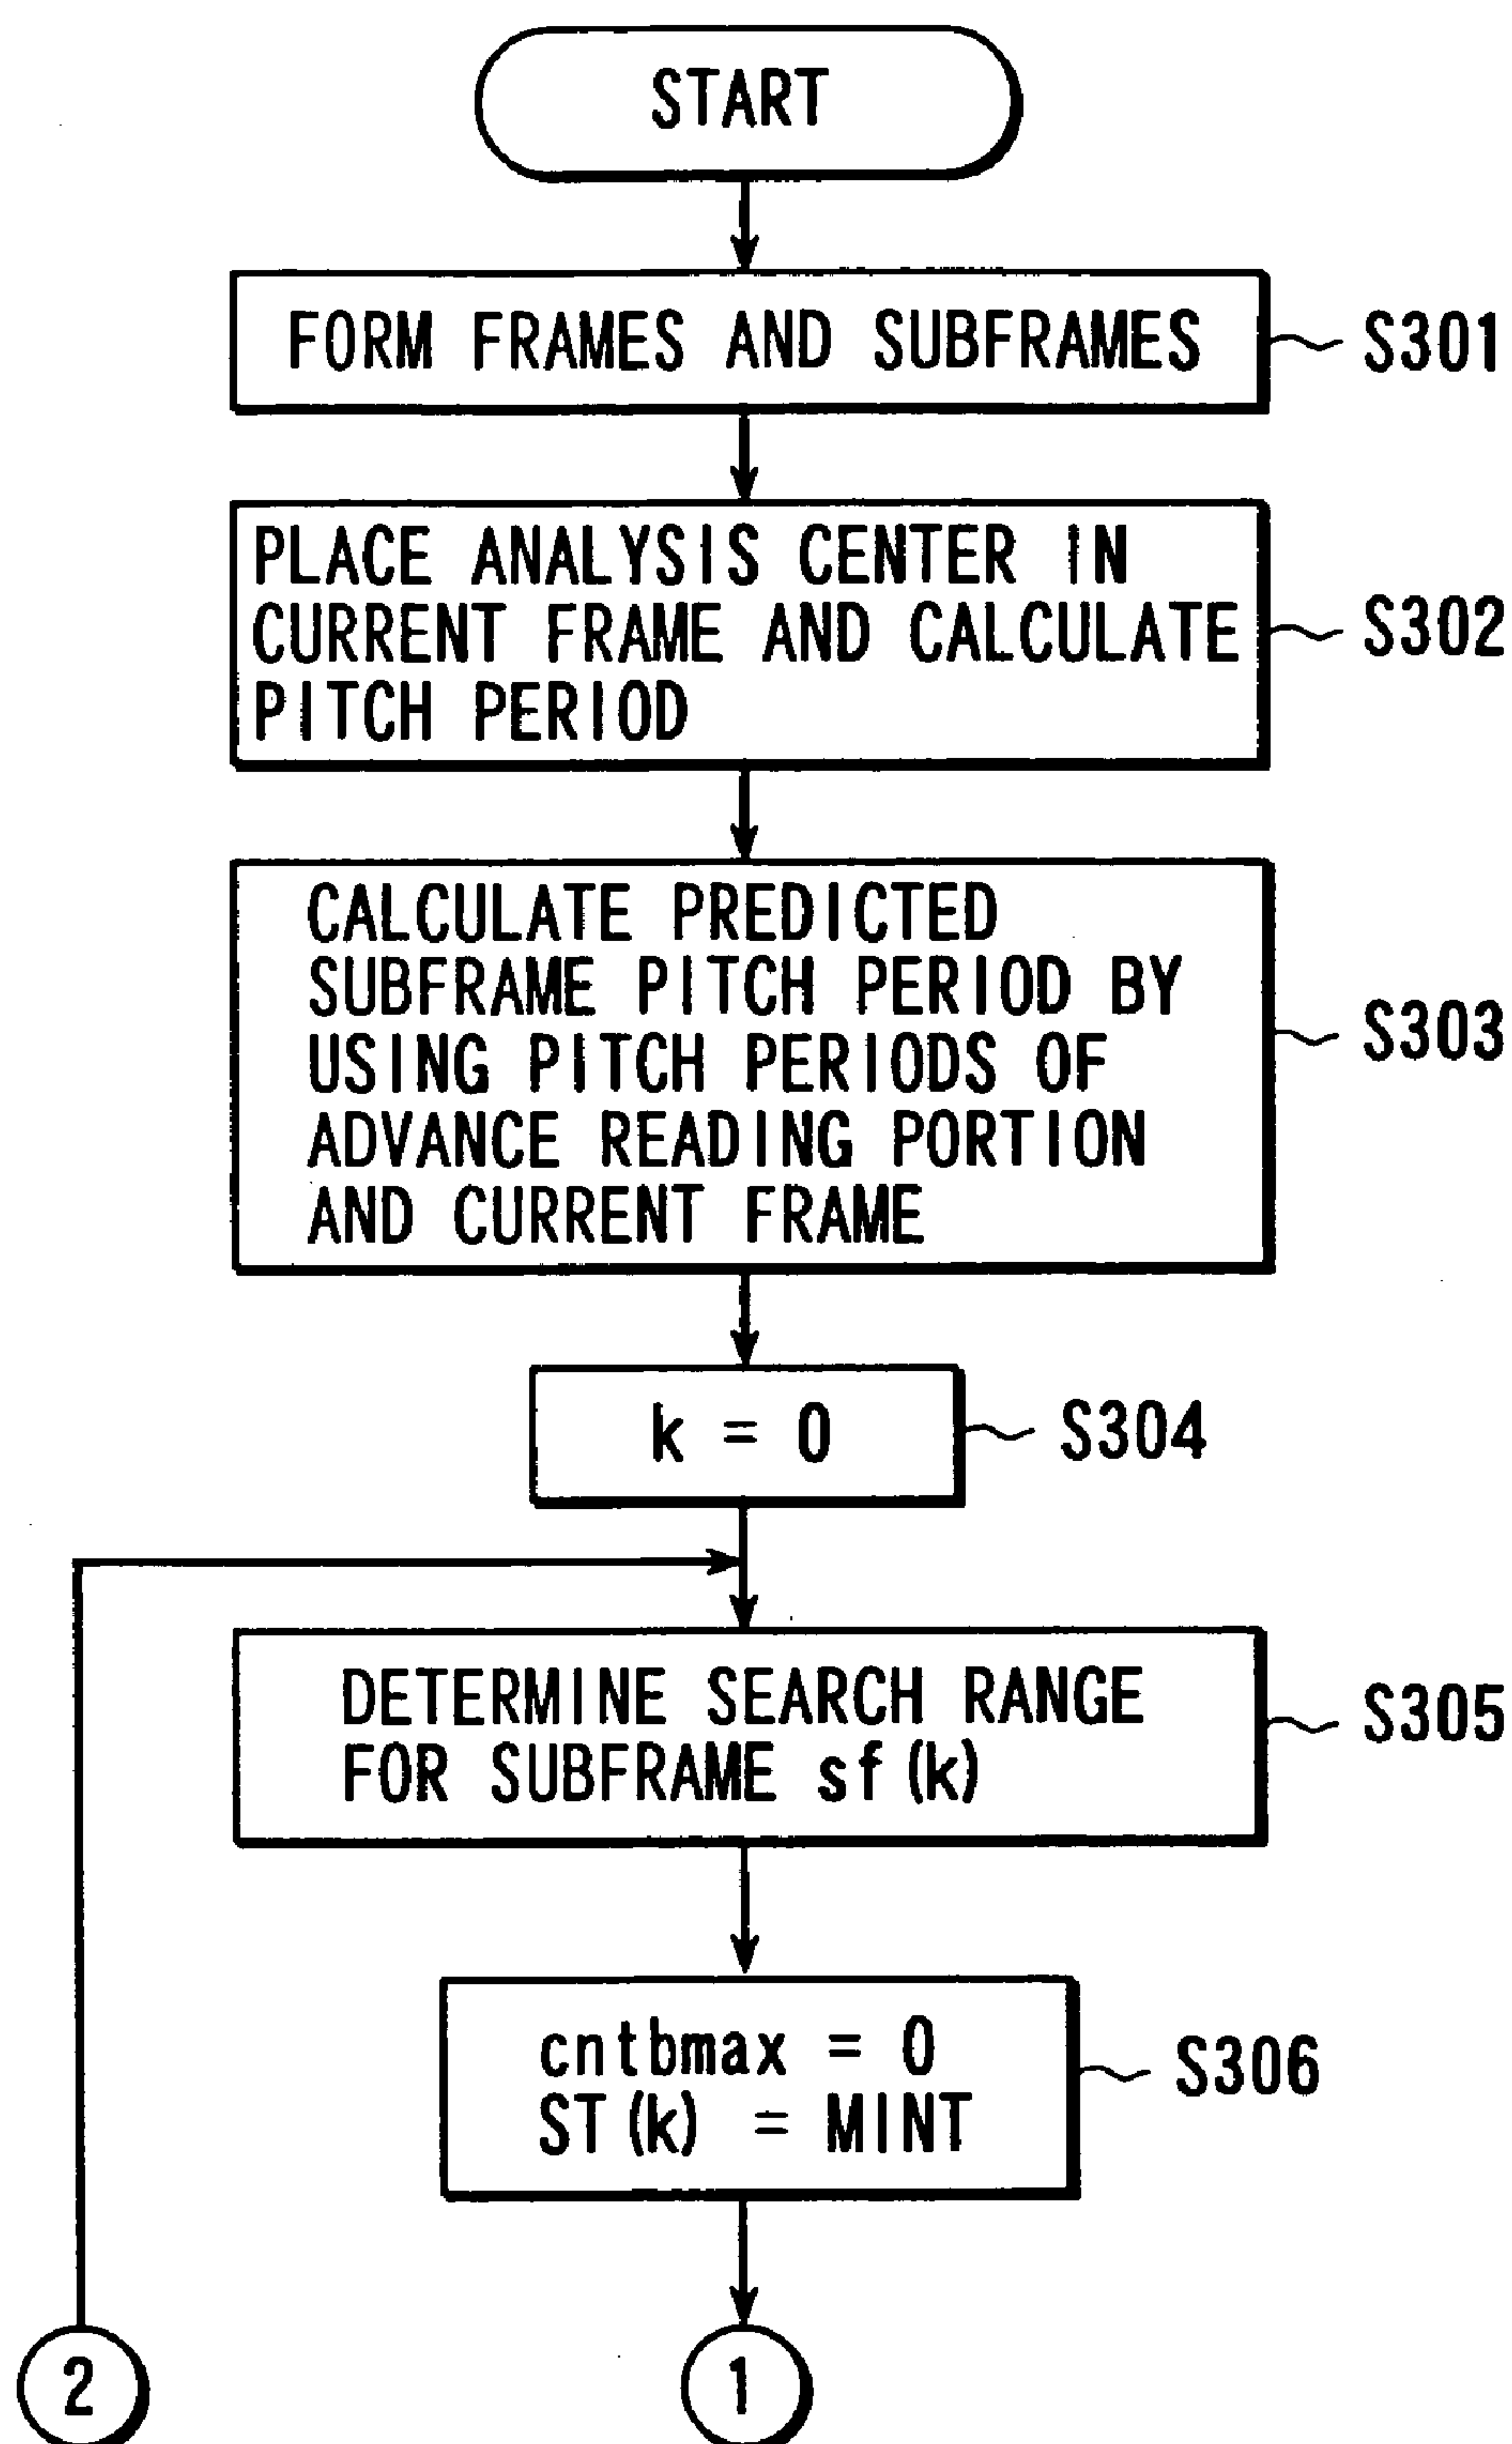 START
FORM FRAMES AND SUBFRAMES
S301
PLACE ANALYSIS CENTER IN
CURRENT FRAME AND CALCULATE
PITCH PERIOD
S302
CALCULATE PREDICTED
SUBFRAME PITCH PERIOD BY
USING PITCH PERIODS OF
ADVANCE READING PORTION
AND CURRENT FRAME
S303
k = 0
S304
DETERMINE SEARCH RANGE
FOR SUBFRAME sf(k)
S305
cntbmax = 0
ST(k) = MINT
S306
2
1